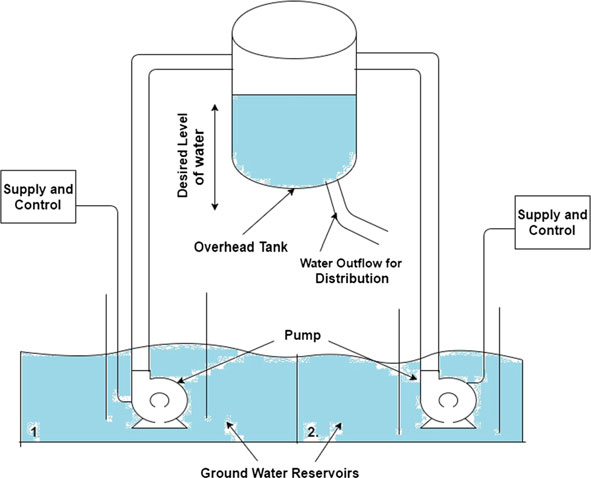 Desired Level
of water
Supply and
Control
Supply and
Control
Overhead Tank
Water Outflow for
Distribution
Pump
1
2.
Ground Water Reservoirs